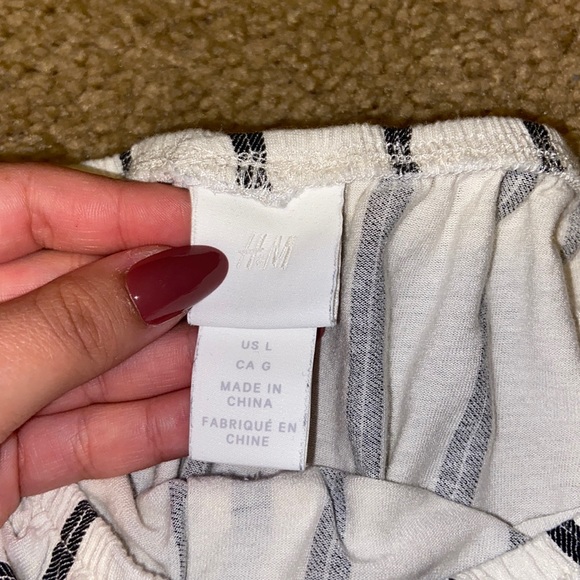 H&M
US L
CA G
MADE IN
CHINA
FABRIQUÉ EN
CHINE